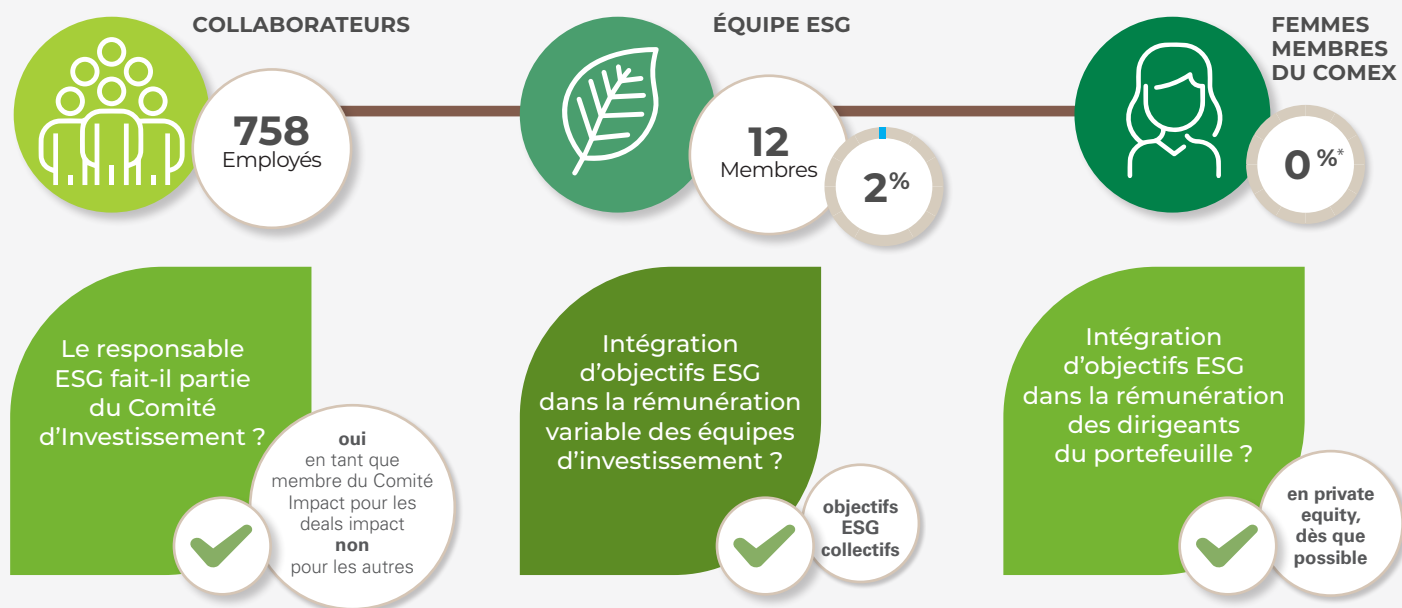 COLLABORATEURS
758
Employés
ÉQUIPE ESG
12
Membres
2%
FEMMES
MEMBRES
DU COMEX
0 %*
Le responsable
ESG fait-il partie
du Comité
d'Investissement ?
oui
en tant que
membre du Comité
Impact pour les
deals impact
non
pour les autres
Intégration
d'objectifs ESG
dans la rémunération
variable des équipes
d'investissement ?
objectifs
ESG
collectifs
Intégration
d'objectifs ESG
dans la rémunération
des dirigeants
du portefeuille ?
en private
equity,
dès que
possible